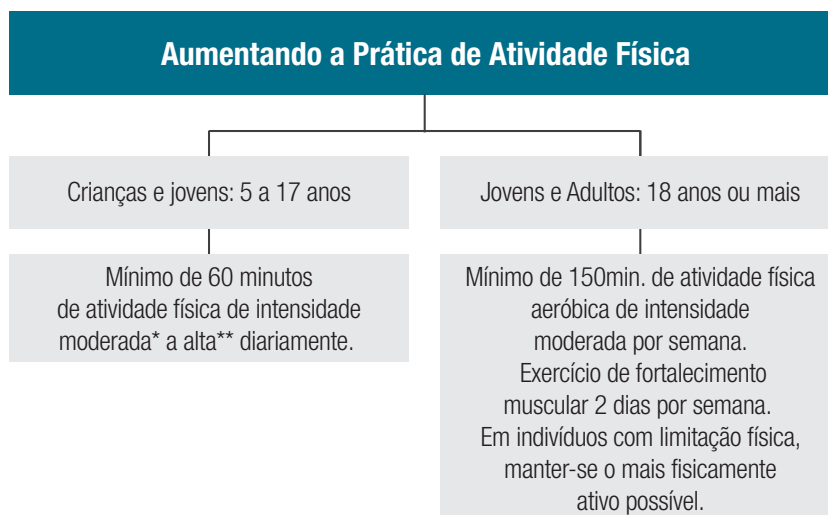 Aumentando a Prática de Atividade Física
Crianças e jovens: 5 a 17 anos
Mínimo de 60 minutos
de atividade física de intensidade
moderada* a alta** diariamente.
Jovens e Adultos: 18 anos ou mais
Mínimo de 150min. de atividade física
aeróbica de intensidade
moderada por semana.
Exercício de fortalecimento
muscular 2 dias por semana.
Em indivíduos com limitação física,
manter-se o mais fisicamente
ativo possível.